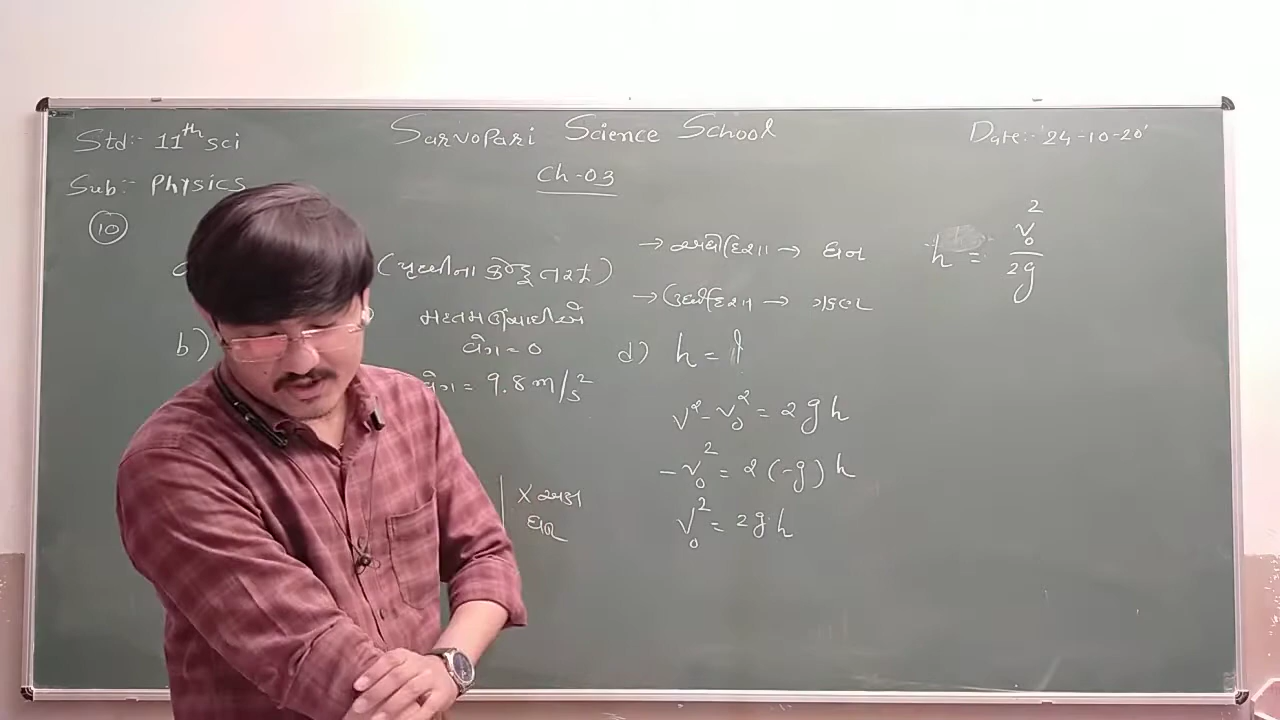 Std:- 11th sci
Sarvopari Science School
Date:- '24-10-20'
Sub:- Physics
Ch-03
10
a
(પૃથ્વીના કેન્દ્ર તરફ)
b)
મહત્તમ ઊંચાઈએ
વેગ = 0
વેગ = 9.8 m/s²
X અક્ષ
ધન
→ અધોદિશા → ધન
→ ઉર્ધ્વદિશા → ઋણ
d) h = ?
v² - v₀² = 2gh
-v₀² = 2(-g)h
v₀² = 2gh
h = v₀² / 2g